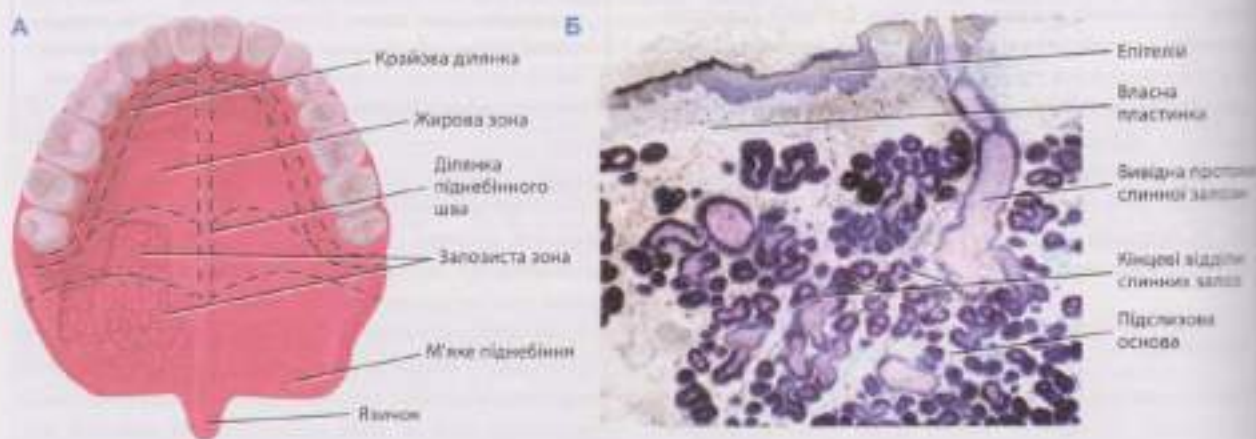 А
Крайова ділянка
Жирова зона
Ділянка
піднебінного
шва
Залозиста зона
М'яке піднебіння
Язичок
Б
Епітелій
Власна
пластинка
Вивідна
слинної залози
Кінцеві відділи
слинних залоз
Підслизова
основа